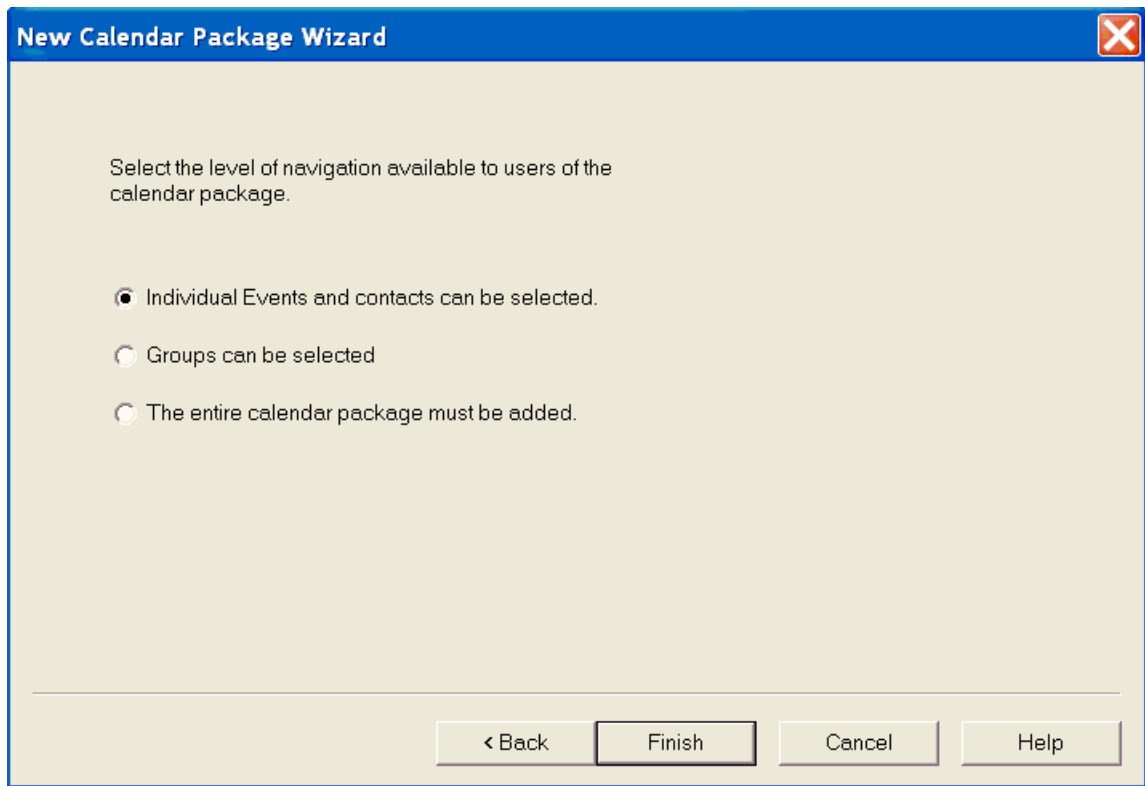 New Calendar Package Wizard
Select the level of navigation available to users of the
calendar package.
Individual Events and contacts can be selected.
Groups can be selected
The entire calendar package must be added.
< Back
Finish
Cancel
Help